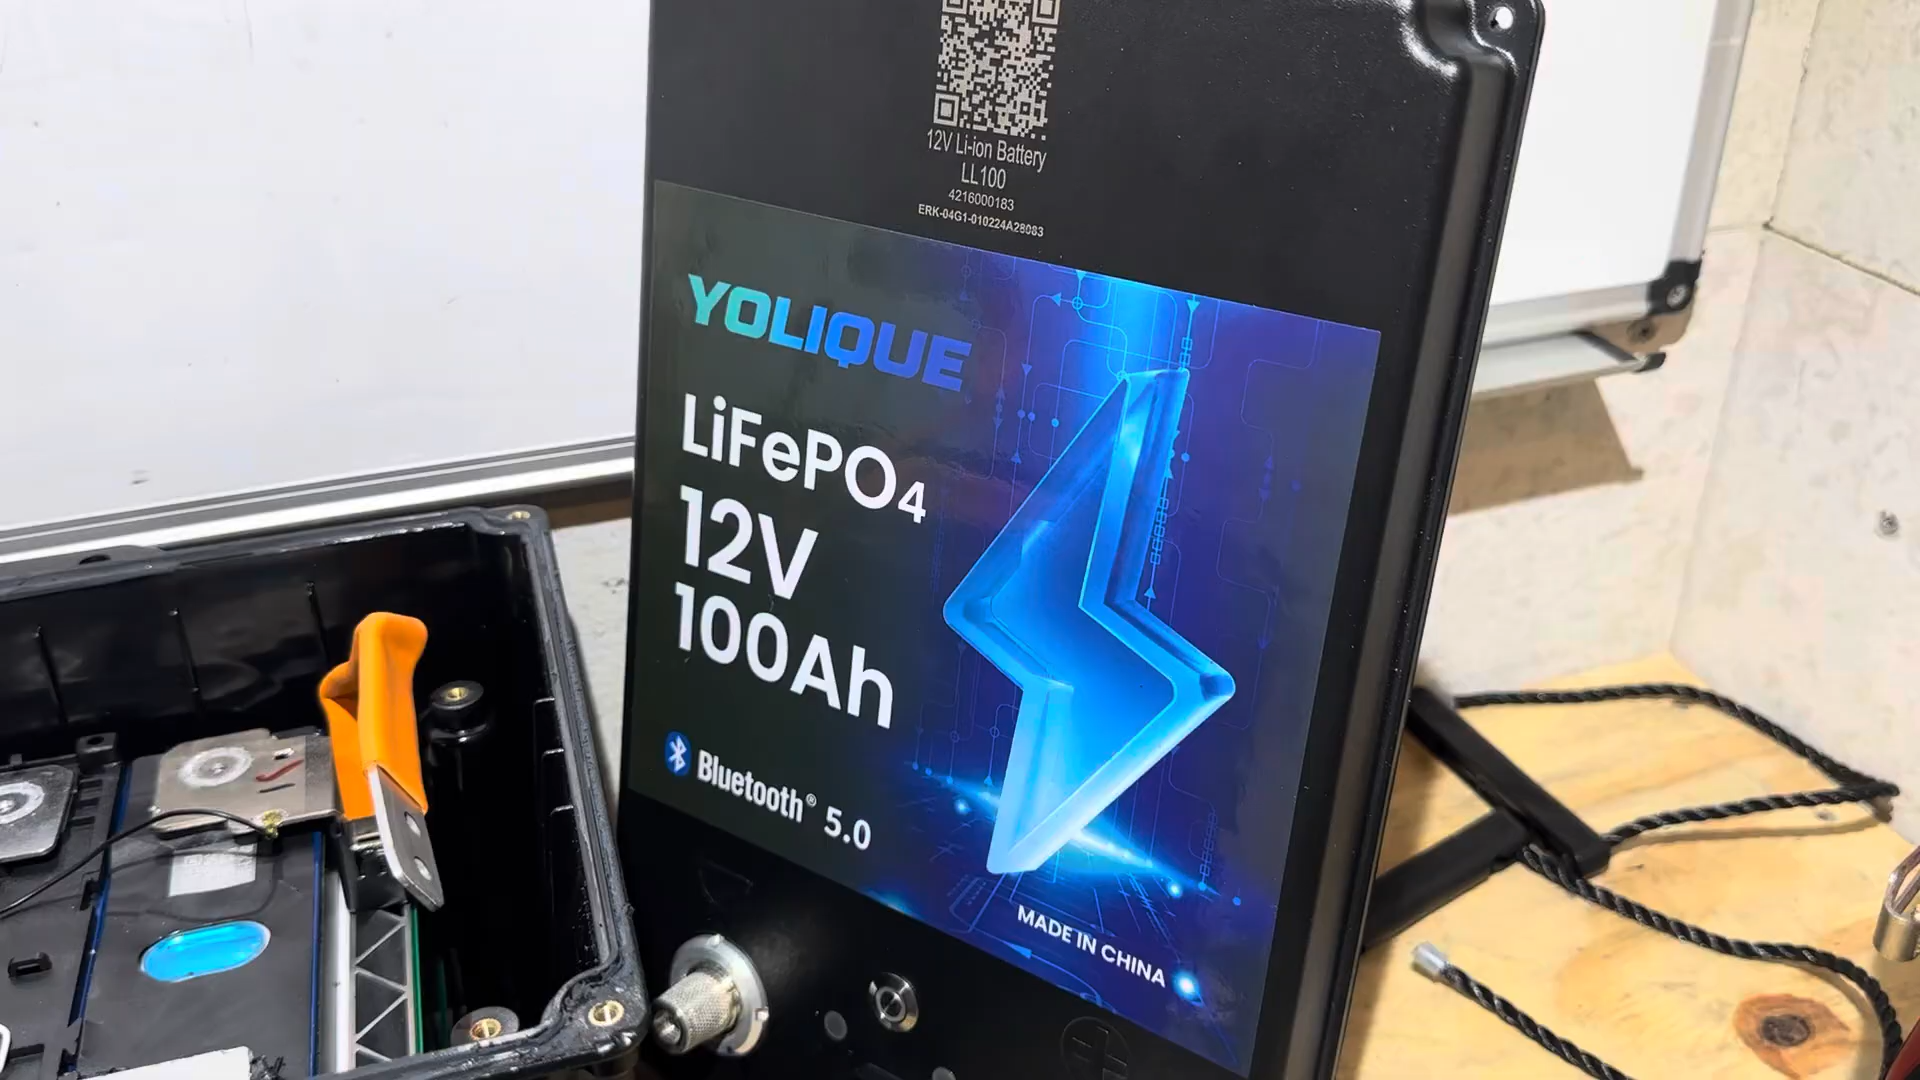 12V Li-ion Battery
LL100
4216000183
ERK-04G1-010224A28083
YOLIQUE
LiFePO4
12V
100Ah
Bluetooth® 5.0
MADE IN CHINA